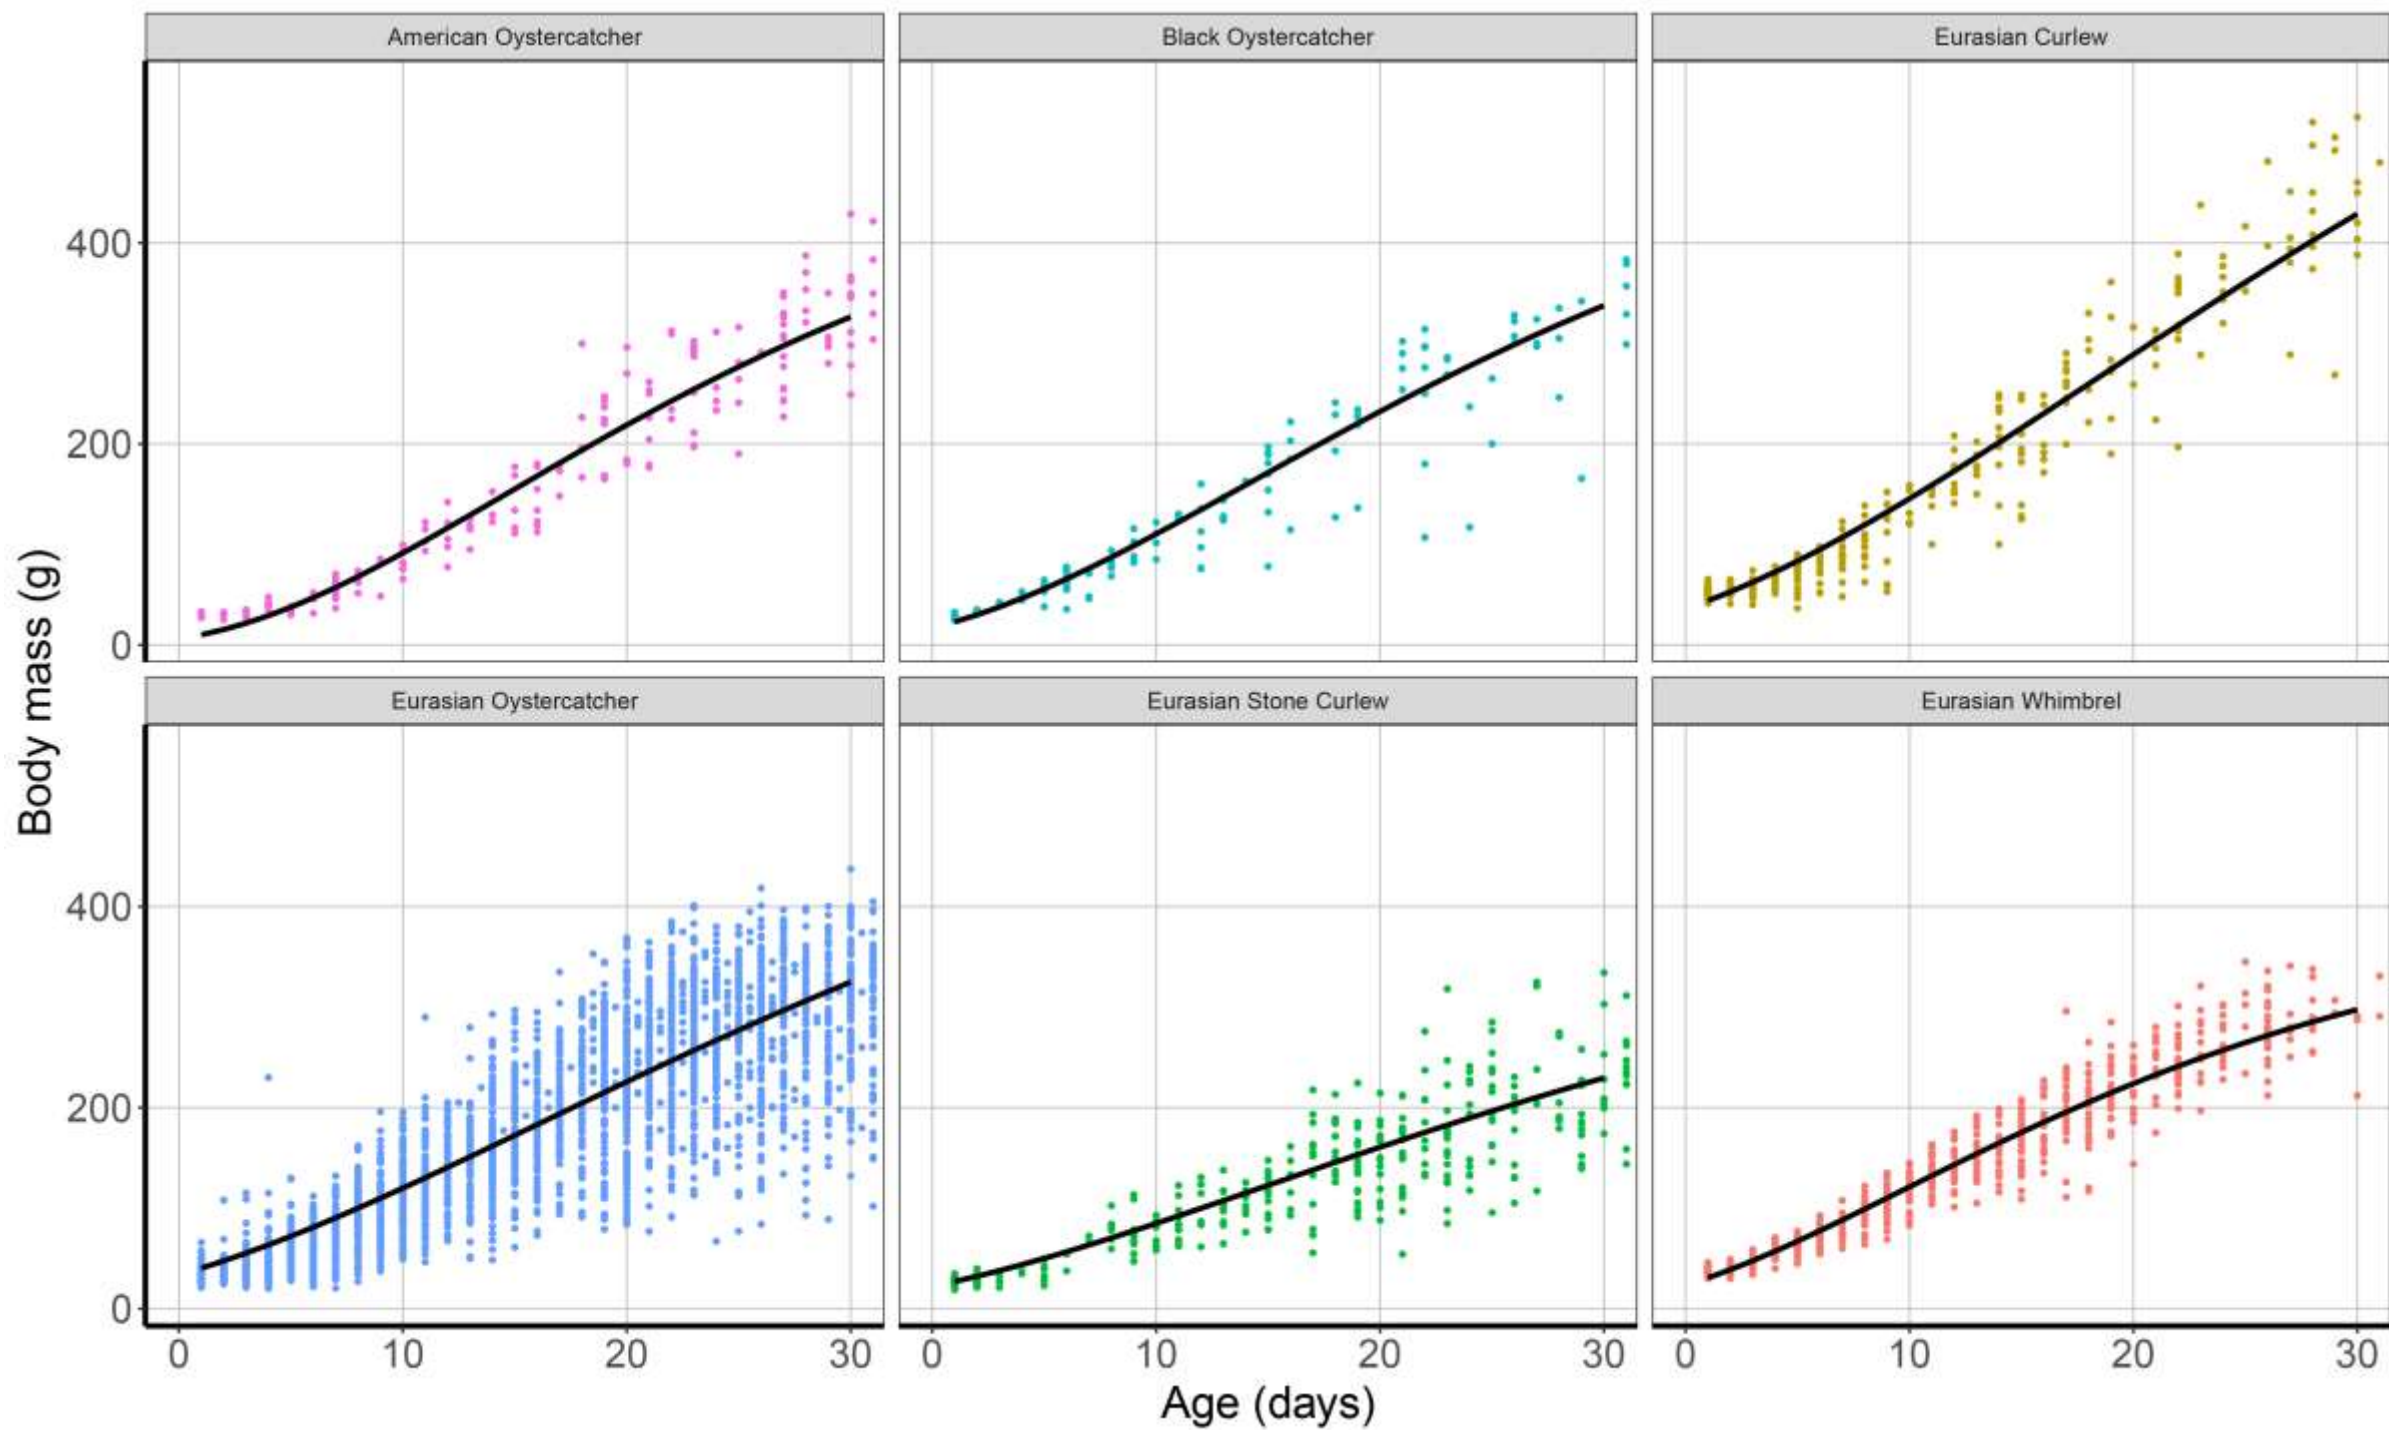 American Oystercatcher
Black Oystercatcher
Eurasian Curlew
400
200
0
Eurasian Oystercatcher
Eurasian Stone Curlew
Eurasian Whimbrel
400
200
0
0 10 20 30
0 10 20 30
0 10 20 30
Age (days)
Body mass (g)